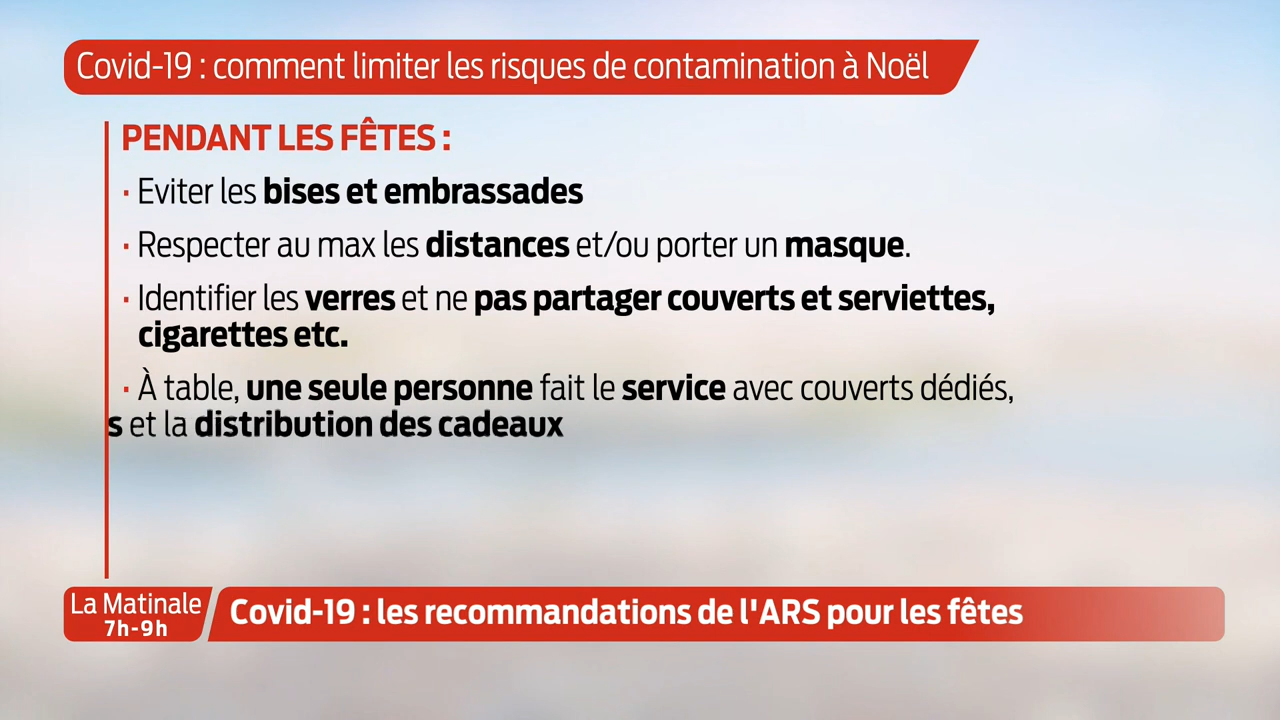 Covid-19 : comment limiter les risques de contamination à Noël
PENDANT LES FÊTES :
· Eviter les bises et embrassades
· Respecter au max les distances et/ou porter un masque.
· Identifier les verres et ne pas partager couverts et serviettes,
cigarettes etc.
· À table, une seule personne fait le service avec couverts dédiés,
s et la distribution des cadeaux
La Matinale
7h-9h
Covid-19 : les recommandations de l'ARS pour les fêtes